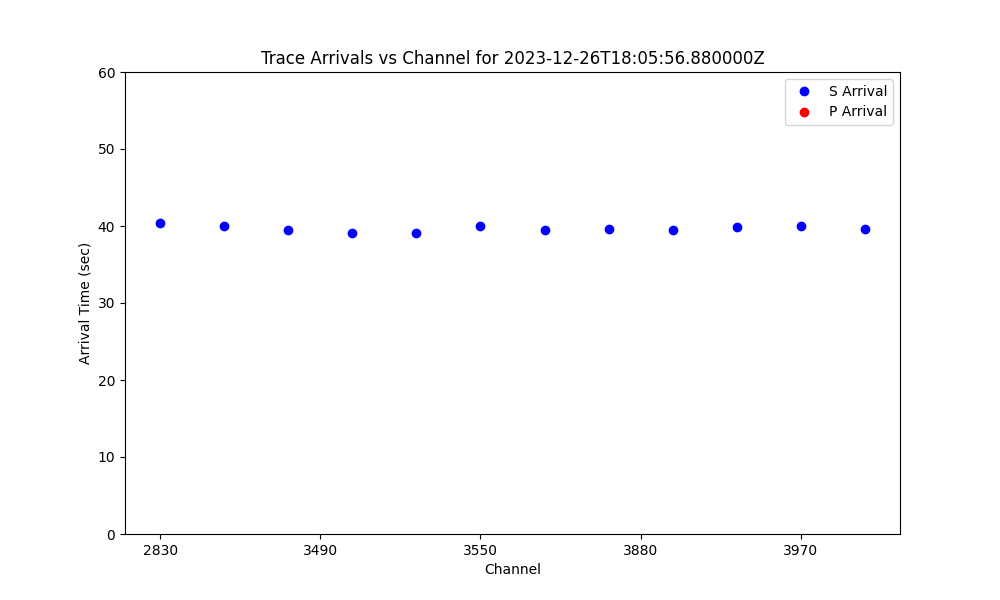 Trace Arrivals vs Channel for 2023-12-26T18:05:56.880000Z
S Arrival
P Arrival
60
50
40
30
20
10
0
Arrival Time (sec)
2830 3490 3550 3880 3970
Channel